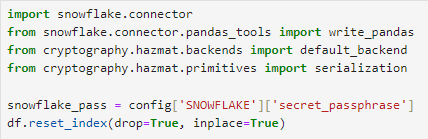 import snowflake.connector
from snowflake.connector.pandas_tools import write_pandas
from cryptography.hazmat.backends import default_backend
from cryptography.hazmat.primitives import serialization

snowflake_pass = config['SNOWFLAKE']['secret_passphrase']
df.reset_index(drop=True, inplace=True)